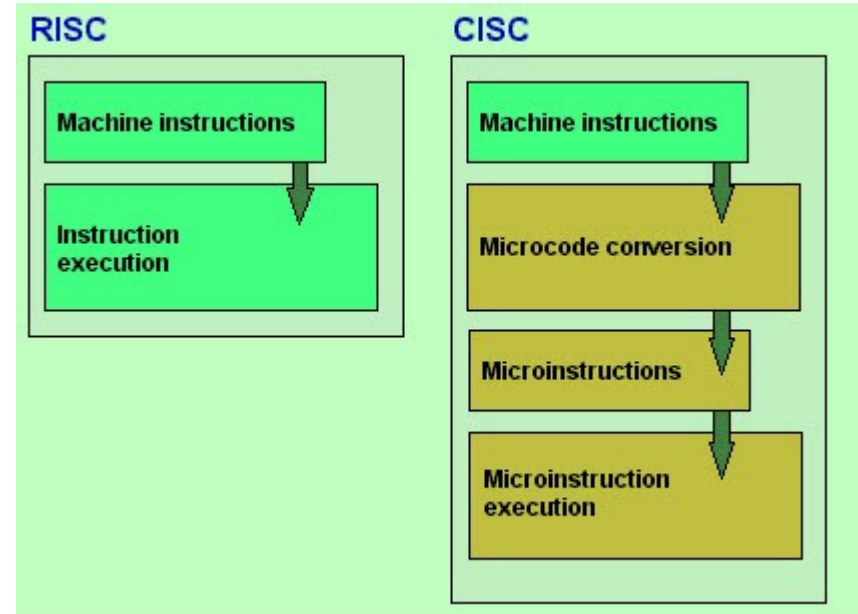 RISC
Machine instructions
Instruction
execution
CISC
Machine instructions
Microcode conversion
Microinstructions
Microinstruction
execution